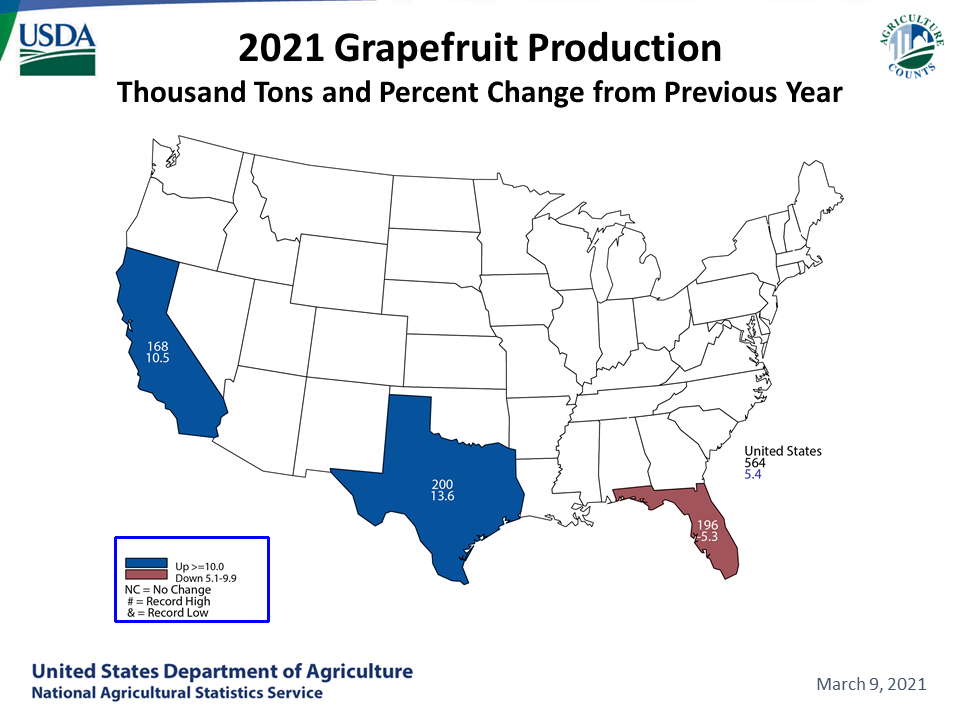 USDA
AGRICULTURE
COUNTS
2021 Grapefruit Production
Thousand Tons and Percent Change from Previous Year
168
10.5
200
13.6
United States
564
5.4
196
-5.3
Up >=10.0
Down 5.1-9.9
NC = No Change
# = Record High
& = Record Low
United States Department of Agriculture
National Agricultural Statistics Service
March 9, 2021